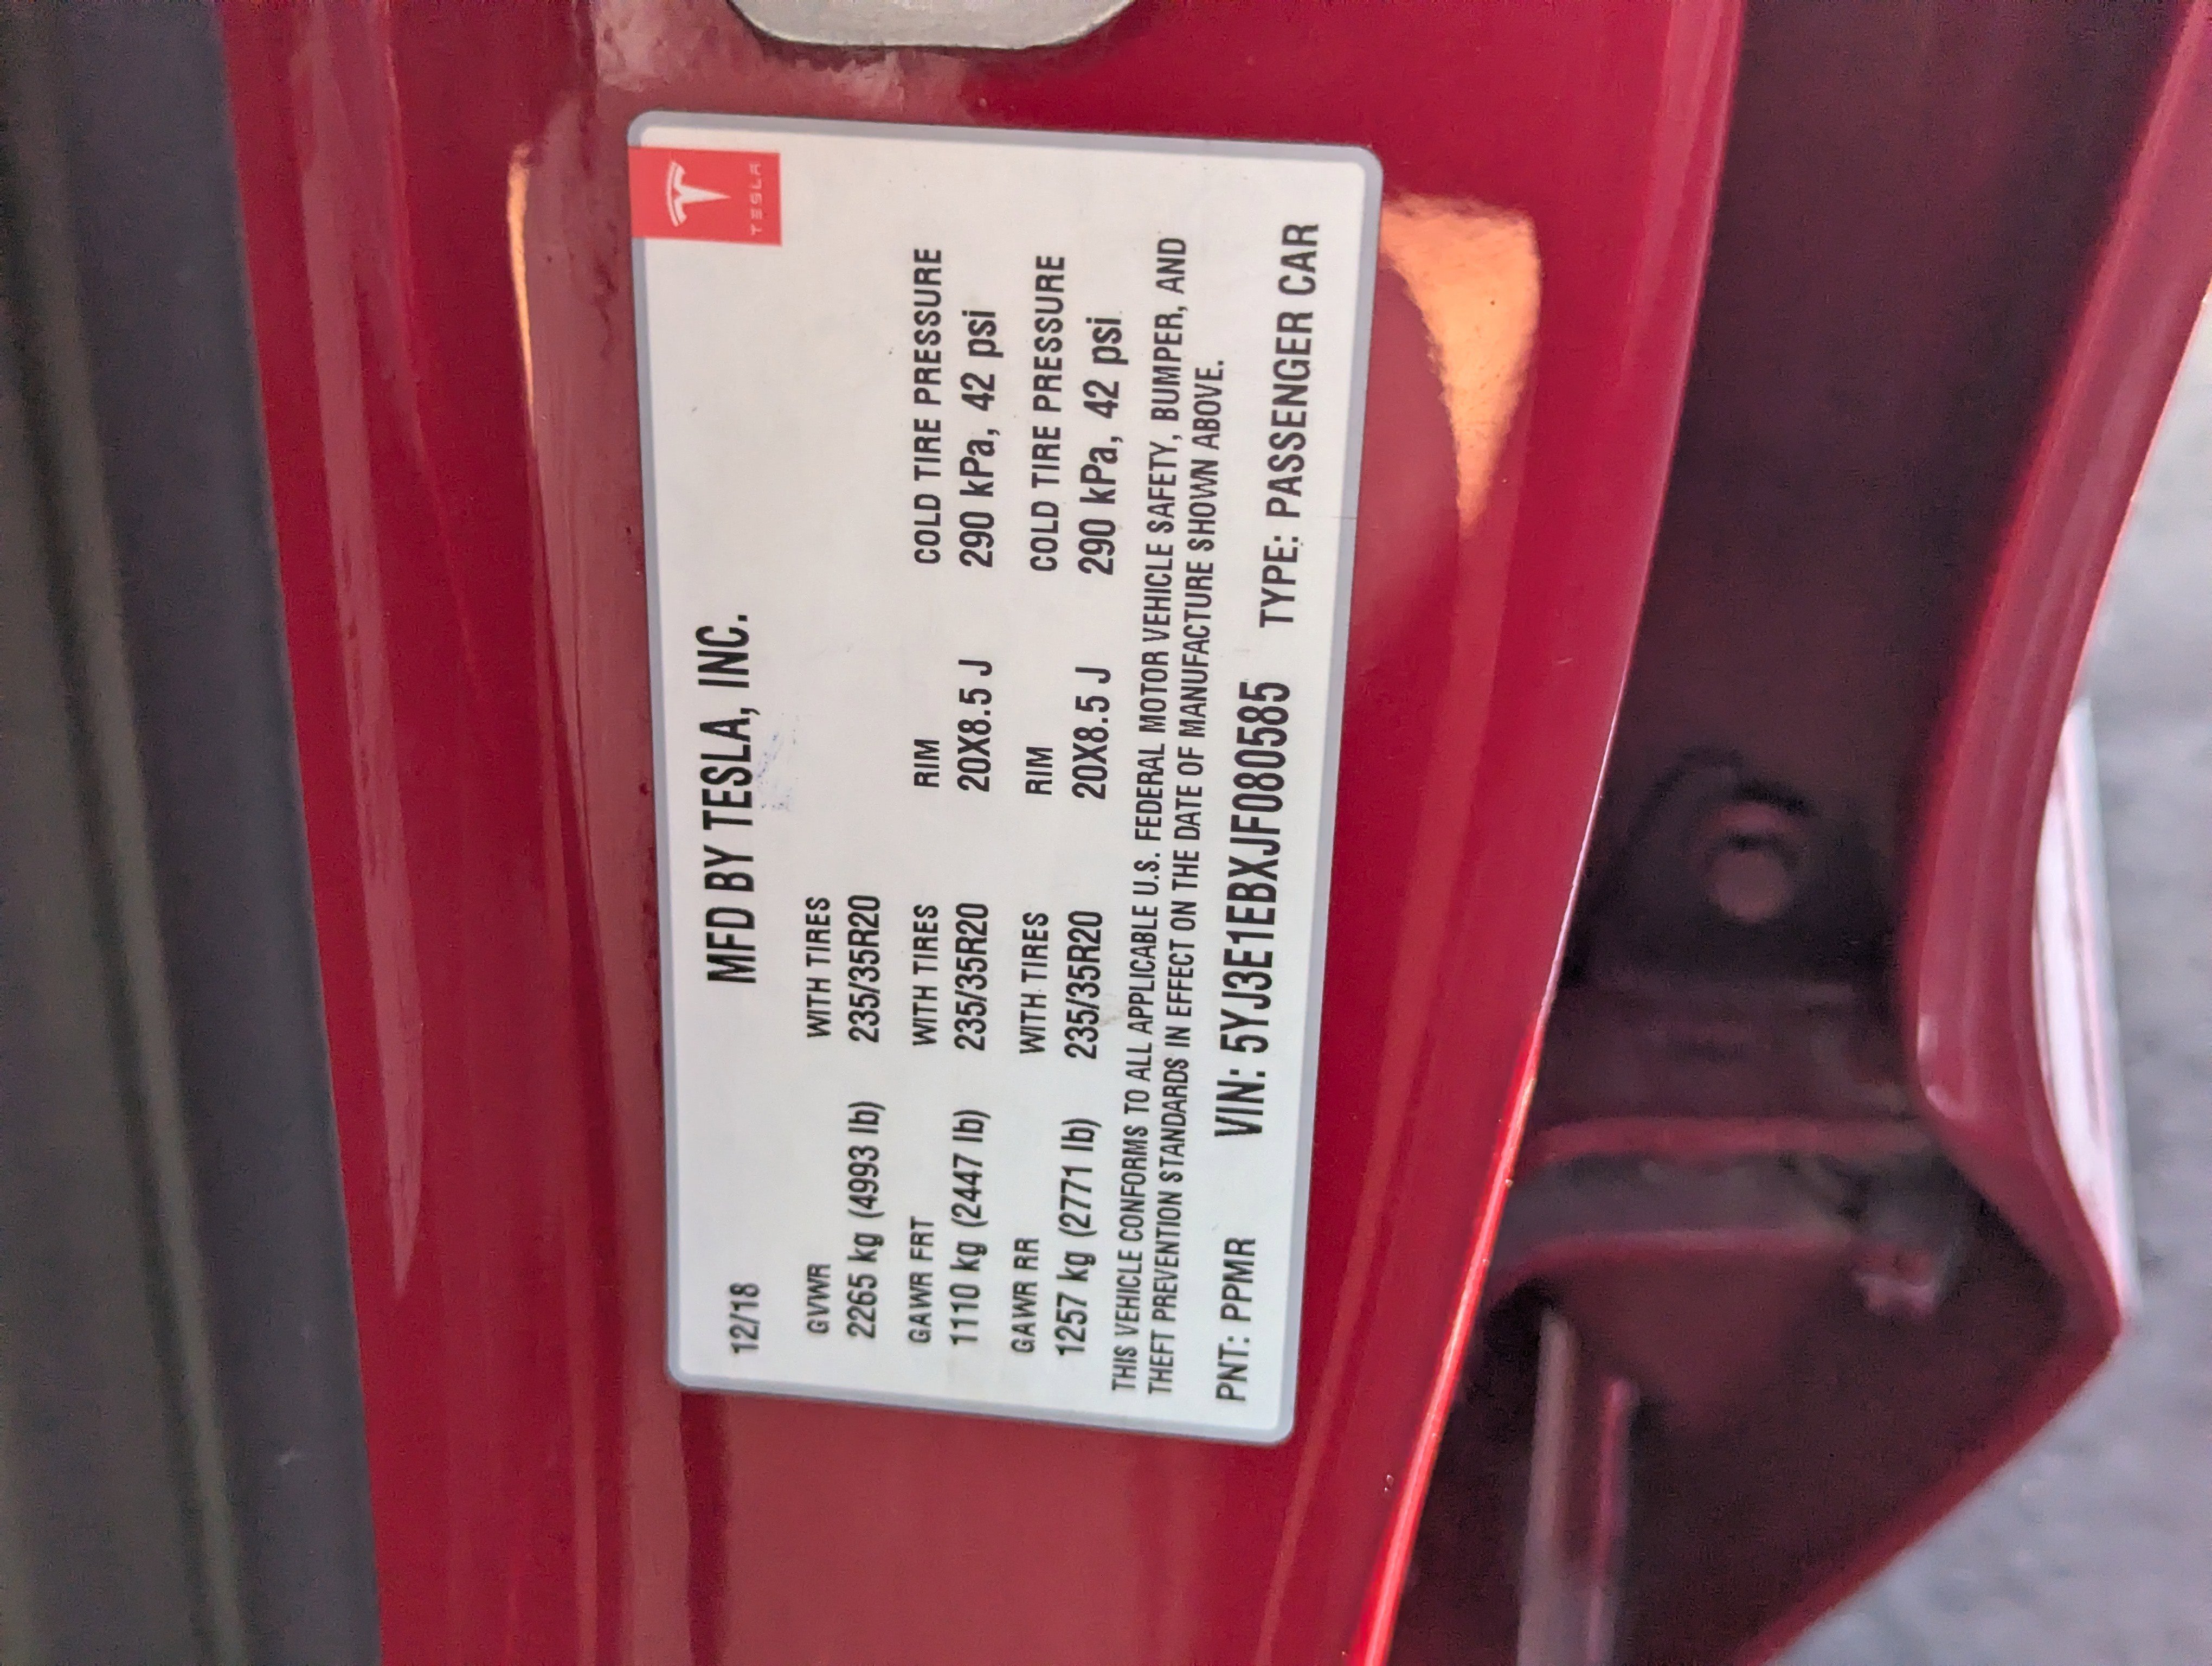 TESLA
12/18 MFD BY TESLA, INC.
GVWR WITH TIRES
2265 kg (4993 lb) 235/35R20
GAWR FRT WITH TIRES RIM COLD TIRE PRESSURE
1110 kg (2447 lb) 235/35R20 20X8.5 J 290 kPa, 42 psi
GAWR RR WITH TIRES RIM COLD TIRE PRESSURE
1257 kg (2771 lb) 235/35R20 20X8.5 J 290 kPa, 42 psi
THIS VEHICLE CONFORMS TO ALL APPLICABLE U.S. FEDERAL MOTOR VEHICLE SAFETY, BUMPER, AND
THEFT PREVENTION STANDARDS IN EFFECT ON THE DATE OF MANUFACTURE SHOWN ABOVE.
PNT: PPMR VIN: 5YJ3E1EBXJF080585 TYPE: PASSENGER CAR